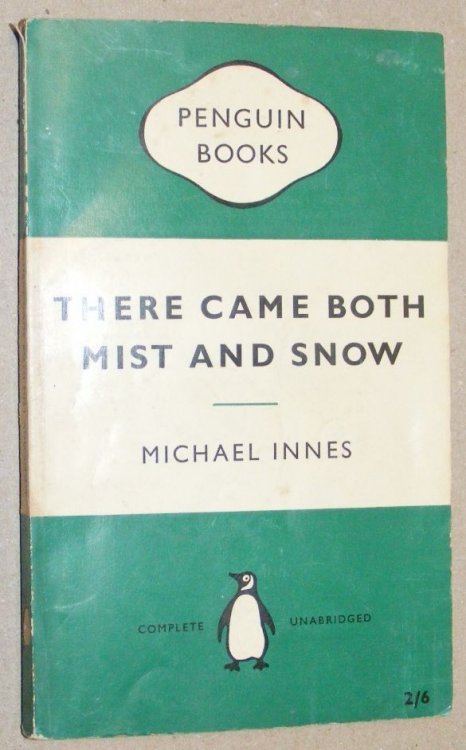 PENGUIN
BOOKS
THERE CAME BOTH
MIST AND SNOW
MICHAEL INNES
COMPLETE UNABRIDGED
2/6